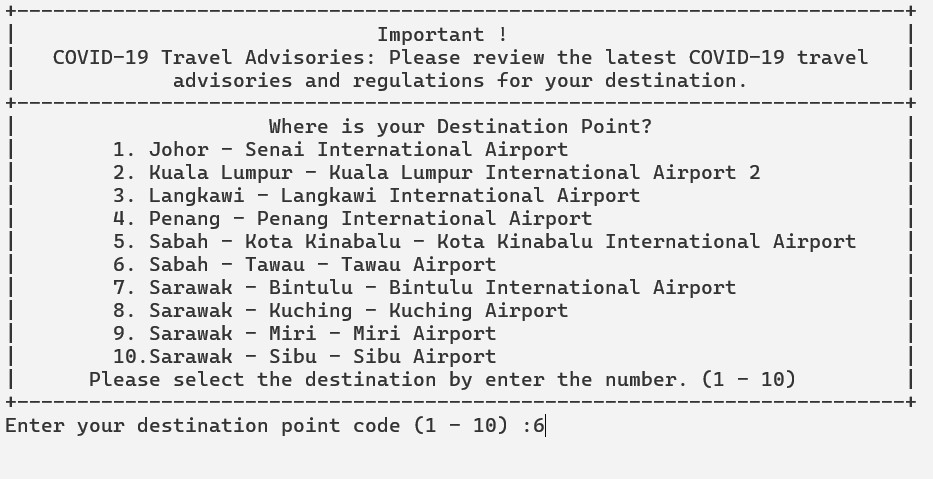 Important !
COVID-19 Travel Advisories: Please review the latest COVID-19 travel
advisories and regulations for your destination.
Where is your Destination Point?
1. Johor - Senai International Airport
2. Kuala Lumpur - Kuala Lumpur International Airport 2
3. Langkawi - Langkawi International Airport
4. Penang - Penang International Airport
5. Sabah - Kota Kinabalu - Kota Kinabalu International Airport
6. Sabah - Tawau - Tawau Airport
7. Sarawak - Bintulu - Bintulu International Airport
8. Sarawak - Kuching - Kuching Airport
9. Sarawak - Miri - Miri Airport
10.Sarawak - Sibu - Sibu Airport
Please select the destination by enter the number. (1 - 10)
Enter your destination point code (1 - 10) :6